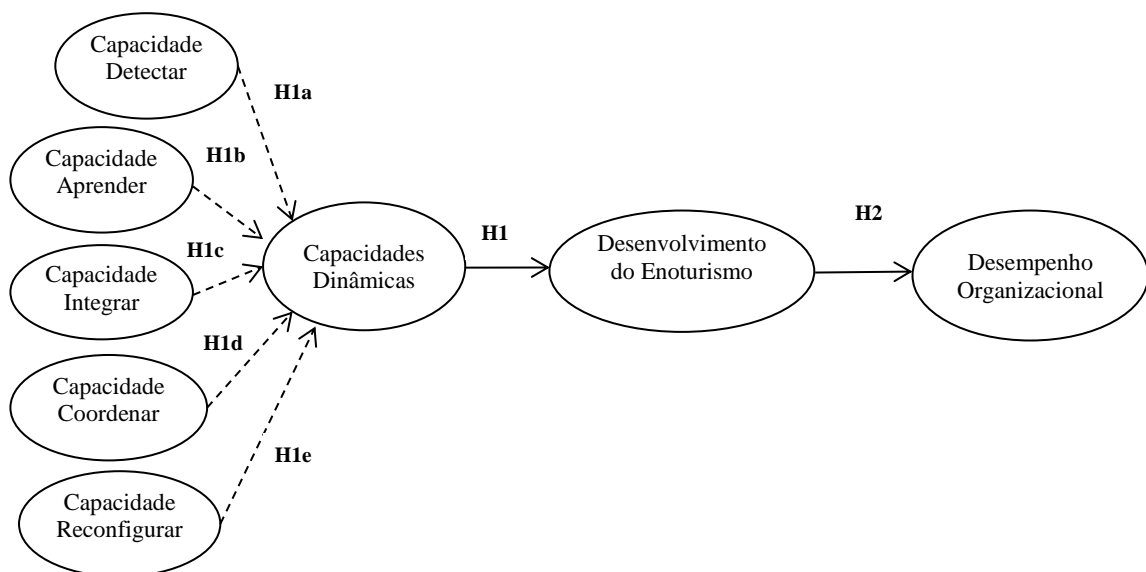 Capacidade
Detectar
H1a
Capacidade
Aprender
H1b
Capacidade
Integrar
H1c
Capacidade
Coordenar
H1d
Capacidade
Reconfigurar
H1e
Capacidades
Dinâmicas
H1
Desenvolvimento
do Enoturismo
H2
Desempenho
Organizacional